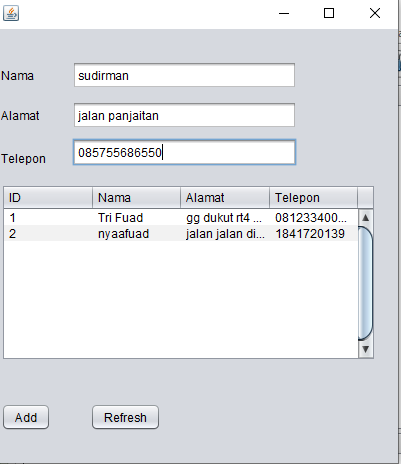 Nama sudirman
Alamat jalan panjaitan
Telepon 085755686550
ID Nama Alamat Telepon
1 Tri Fuad gg dukut rt4 ... 081233400...
2 nyaafuad jalan jalan di... 1841720139
Add Refresh